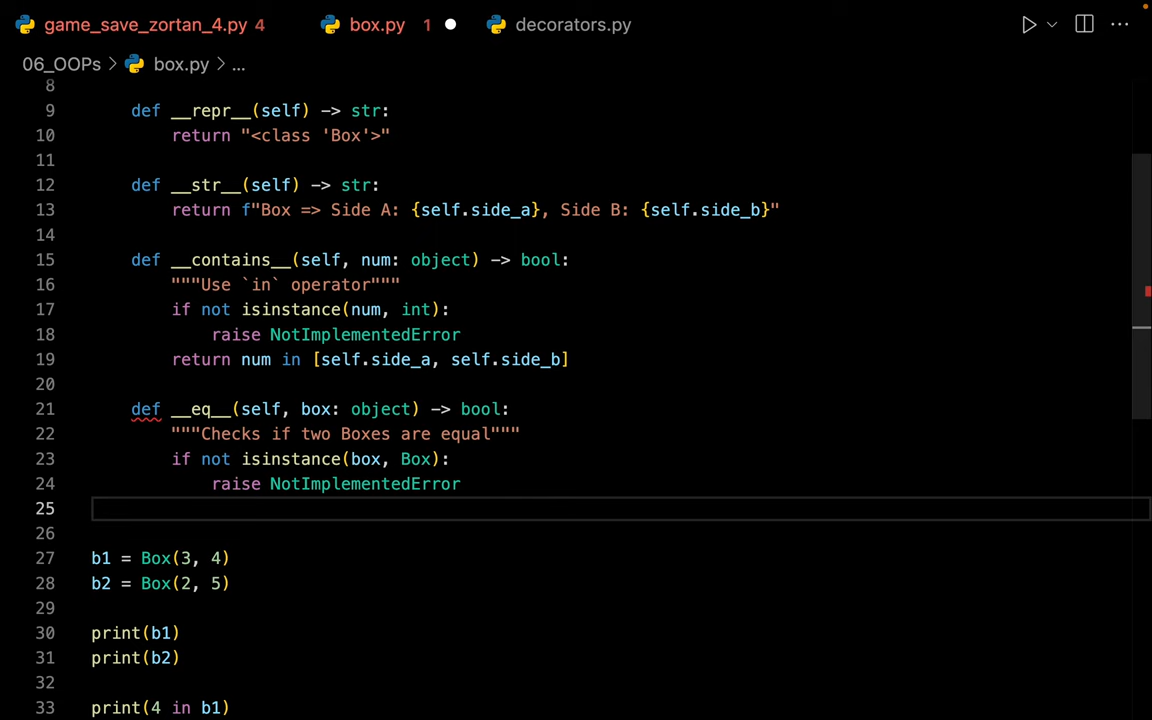 game_save_zortan_4.py 4 box.py 1 decorators.py
06_OOPs > box.py > ...
8
9 def __repr__(self) -> str:
10 return "<class 'Box'>"
11
12 def __str__(self) -> str:
13 return f"Box => Side A: {self.side_a}, Side B: {self.side_b}"
14
15 def __contains__(self, num: object) -> bool:
16 """Use `in` operator"""
17 if not isinstance(num, int):
18 raise NotImplementedError
19 return num in [self.side_a, self.side_b]
20
21 def __eq__(self, box: object) -> bool:
22 """Checks if two Boxes are equal"""
23 if not isinstance(box, Box):
24 raise NotImplementedError
25
26
27 b1 = Box(3, 4)
28 b2 = Box(2, 5)
29
30 print(b1)
31 print(b2)
32
33 print(4 in b1)